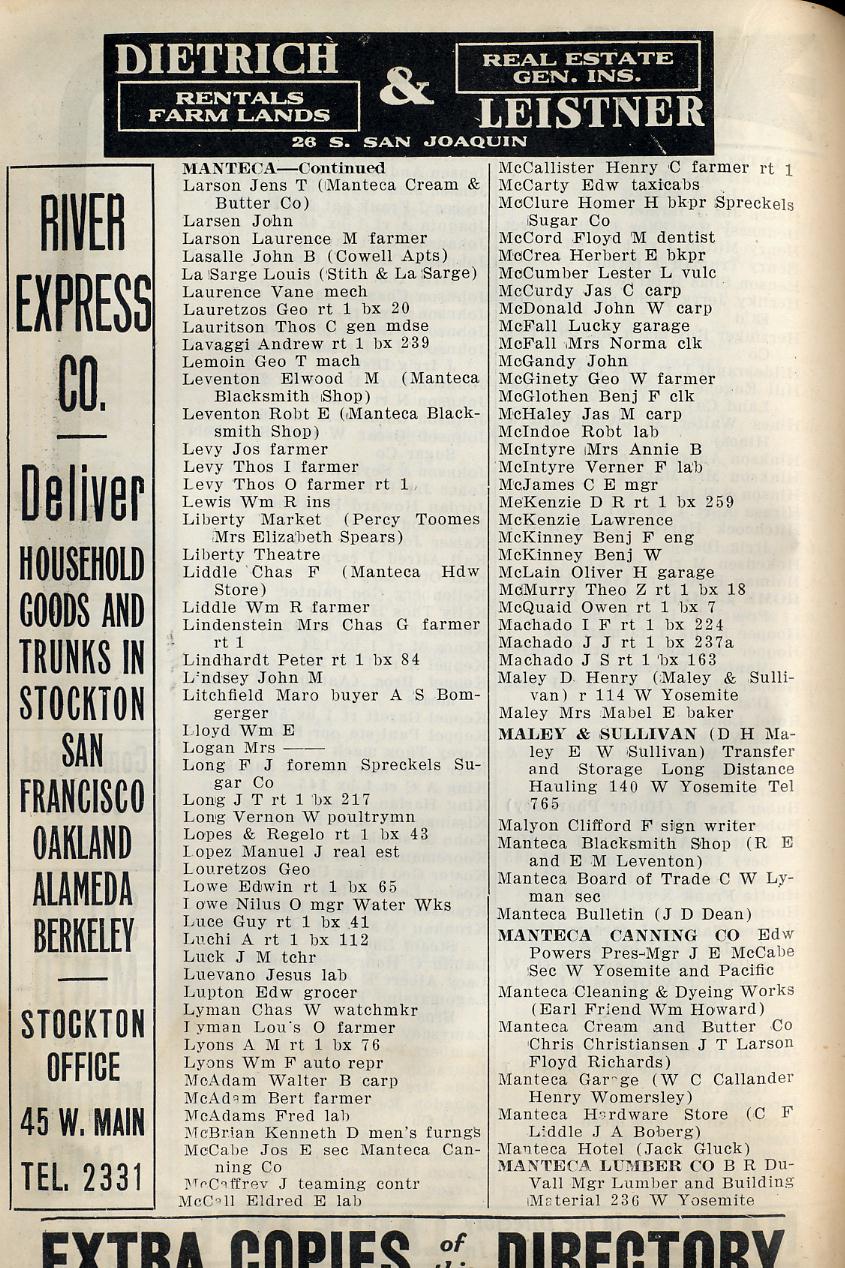 DIETRICH
RENTALS
FARM LANDS
&
REAL ESTATE
GEN. INS.
LEISTNER
26 S. SAN JOAQUIN
RIVER
EXPRESS
CO.
Deliver
HOUSEHOLD
GOODS AND
TRUNKS IN
STOCKTON
SAN
FRANCISCO
OAKLAND
ALAMEDA
BERKELEY
STOCKTON
OFFICE
45 W. MAIN
TEL. 2331
MANTECA—Continued
Larson Jens T (Manteca Cream &
Butter Co)
Larsen John
Larson Laurence M farmer
Lasalle John B (Cowell Apts)
La Sarge Louis (Stith & La Sarge)
Laurence Vane mech
Lauretzos Geo rt 1 bx 20
Lauritson Thos C gen mdse
Lavaggi Andrew rt 1 bx 239
Lemoin Geo T mach
Leventon Elwood M (Manteca
Blacksmith Shop)
Leventon Robt E (Manteca Black-
smith Shop)
Levy Jos farmer
Levy Thos I farmer
Levy Thos O farmer rt 1
Lewis Wm R ins
Liberty Market (Percy Toomes
Mrs Elizabeth Spears)
Liberty Theatre
Liddle Chas F (Manteca Hdw
Store)
Liddle Wm R farmer
Lindenstein Mrs Chas G farmer
rt 1
Lindhardt Peter rt 1 bx 84
L'ndsey John M
Litchfield Maro buyer A S Bom-
gerger
Lloyd Wm E
Logan Mrs ——
Long F J foremn Spreckels Su-
gar Co
Long J T rt 1 bx 217
Long Vernon W poultrymn
Lopes & Regelo rt 1 bx 43
Lopez Manuel J real est
Louretzos Geo
Lowe Edwin rt 1 bx 65
Lowe Nilus O mgr Water Wks
Luce Guy rt 1 bx 41
Luchi A rt 1 bx 112
Luck J M tchr
Luevano Jesus lab
Lupton Edw grocer
Lyman Chas W watchmkr
Lyman Lou's O farmer
Lyons A M rt 1 bx 76
Lyons Wm F auto repr
McAdam Walter B carp
McAdam Bert farmer
McAdams Fred lab
McBrian Kenneth D men's furngs
McCabe Jos E sec Manteca Can-
ning Co
McCaffrey J teaming contr
McCall Eldred E lab
McCallister Henry C farmer rt 1
McCarty Edw taxicabs
McClure Homer H bkpr Spreckels
Sugar Co
McCord Floyd M dentist
McCrea Herbert E bkpr
McCumber Lester L vulc
McCurdy Jas C carp
McDonald John W carp
McFall Lucky garage
McFall Mrs Norma clk
McGandy John
McGinety Geo W farmer
McGlothen Benj F clk
McHaley Jas M carp
McIndoe Robt lab
McIntyre Mrs Annie B
McIntyre Verner F lab
McJames C E mgr
MeKenzie D R rt 1 bx 259
McKenzie Lawrence
McKinney Benj F eng
McKinney Benj W
McLain Oliver H garage
McMurry Theo Z rt 1 bx 18
McQuaid Owen rt 1 bx 7
Machado I F rt 1 bx 224
Machado J J rt 1 bx 237a
Machado J S rt 1 bx 163
Maley D Henry (Maley & Sulli-
van) r 114 W Yosemite
Maley Mrs Mabel E baker
MALEY & SULLIVAN (D H Ma-
ley E W Sullivan) Transfer
and Storage Long Distance
Hauling 140 W Yosemite Tel
765
Malyon Clifford F sign writer
Manteca Blacksmith Shop (R E
and E M Leventon)
Manteca Board of Trade C W Ly-
man sec
Manteca Bulletin (J D Dean)
MANTECA CANNING CO Edw
Powers Pres-Mgr J E McCabe
Sec W Yosemite and Pacific
Manteca Cleaning & Dyeing Works
(Earl Friend Wm Howard)
Manteca Cream and Butter Co
Chris Christiansen J T Larson
Floyd Richards)
Manteca Garage (W C Callander
Henry Womersley)
Manteca Hardware Store (C F
Liddle J A Boberg)
Manteca Hotel (Jack Gluck)
MANTECA LUMBER CO B R Du-
Vall Mgr Lumber and Building
Material 236 W Yosemite
EXTRA COPIES of DIRECTORY